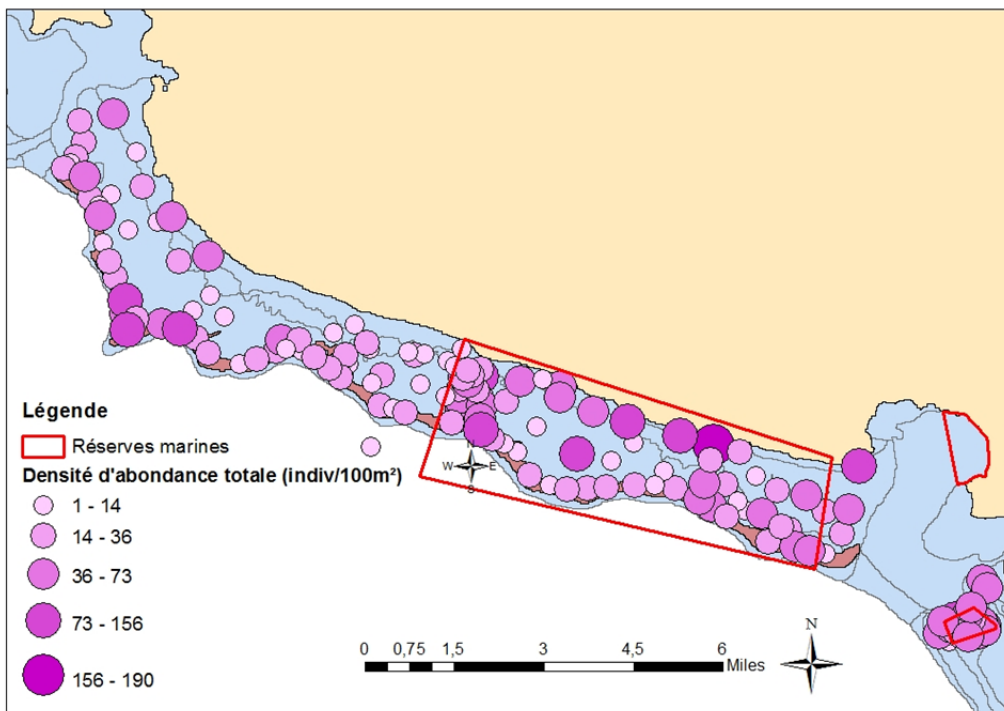 Légende
Réserves marines
Densité d'abondance totale (indiv/100m²)
1 - 14
14 - 36
36 - 73
73 - 156
156 - 190
W E
S
N
0 0,75 1,5 3 4,5 6
Miles